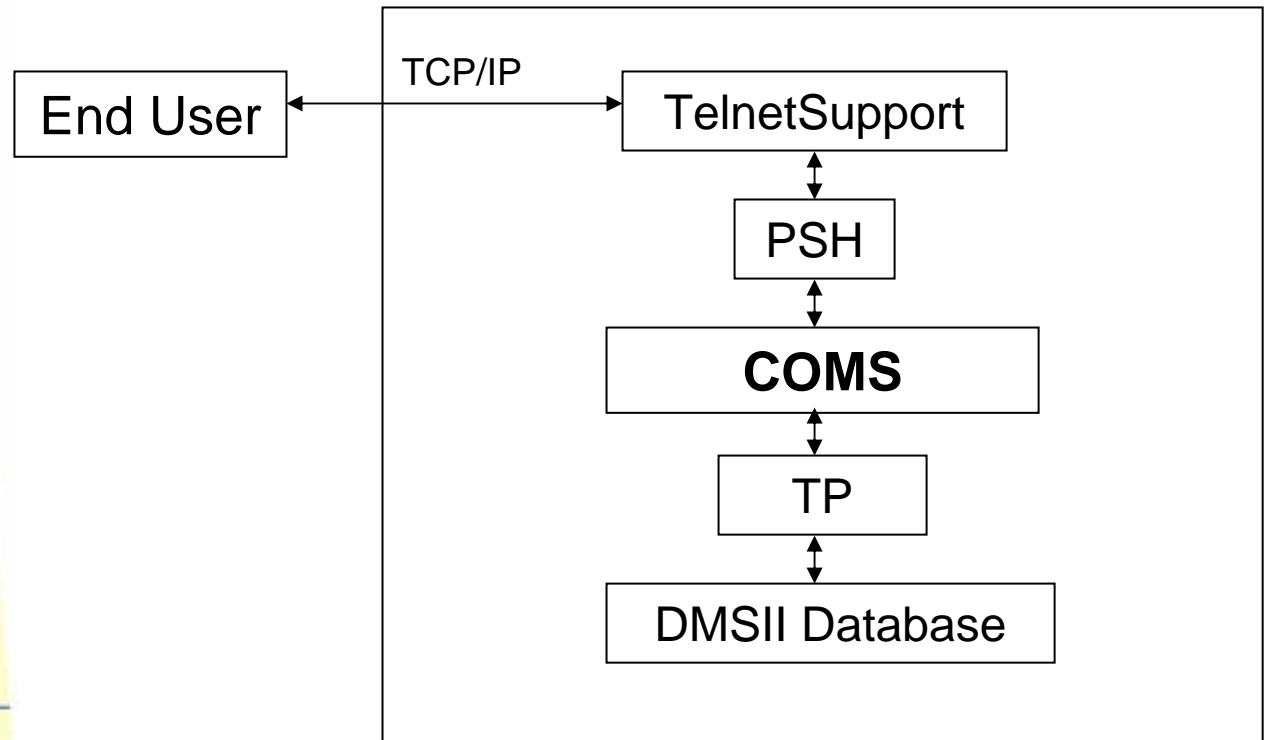 TCP/IP
End User
TelnetSupport
PSH
COMS
TP
DMSII Database